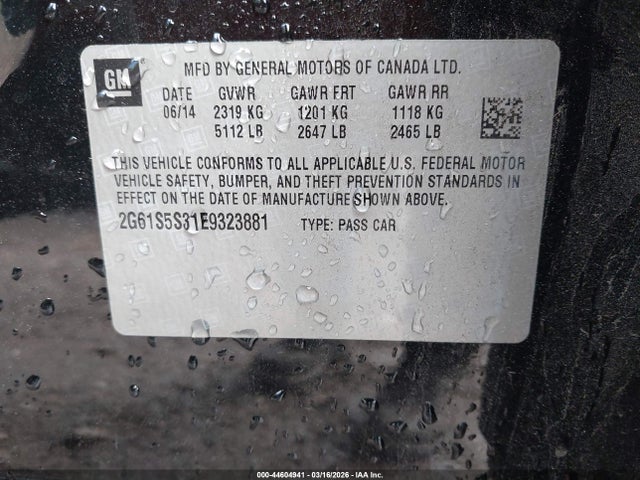 GM
MFD BY GENERAL MOTORS OF CANADA LTD.
DATE GVWR GAWR FRT GAWR RR
06/14 2319 KG 1201 KG 1118 KG
5112 LB 2647 LB 2465 LB
THIS VEHICLE CONFORMS TO ALL APPLICABLE U.S. FEDERAL MOTOR
VEHICLE SAFETY, BUMPER, AND THEFT PREVENTION STANDARDS IN
EFFECT ON THE DATE OF MANUFACTURE SHOWN ABOVE.
2G61S5S31E9323881 TYPE: PASS CAR
000-44604941 - 03/16/2026 - IAA Inc.